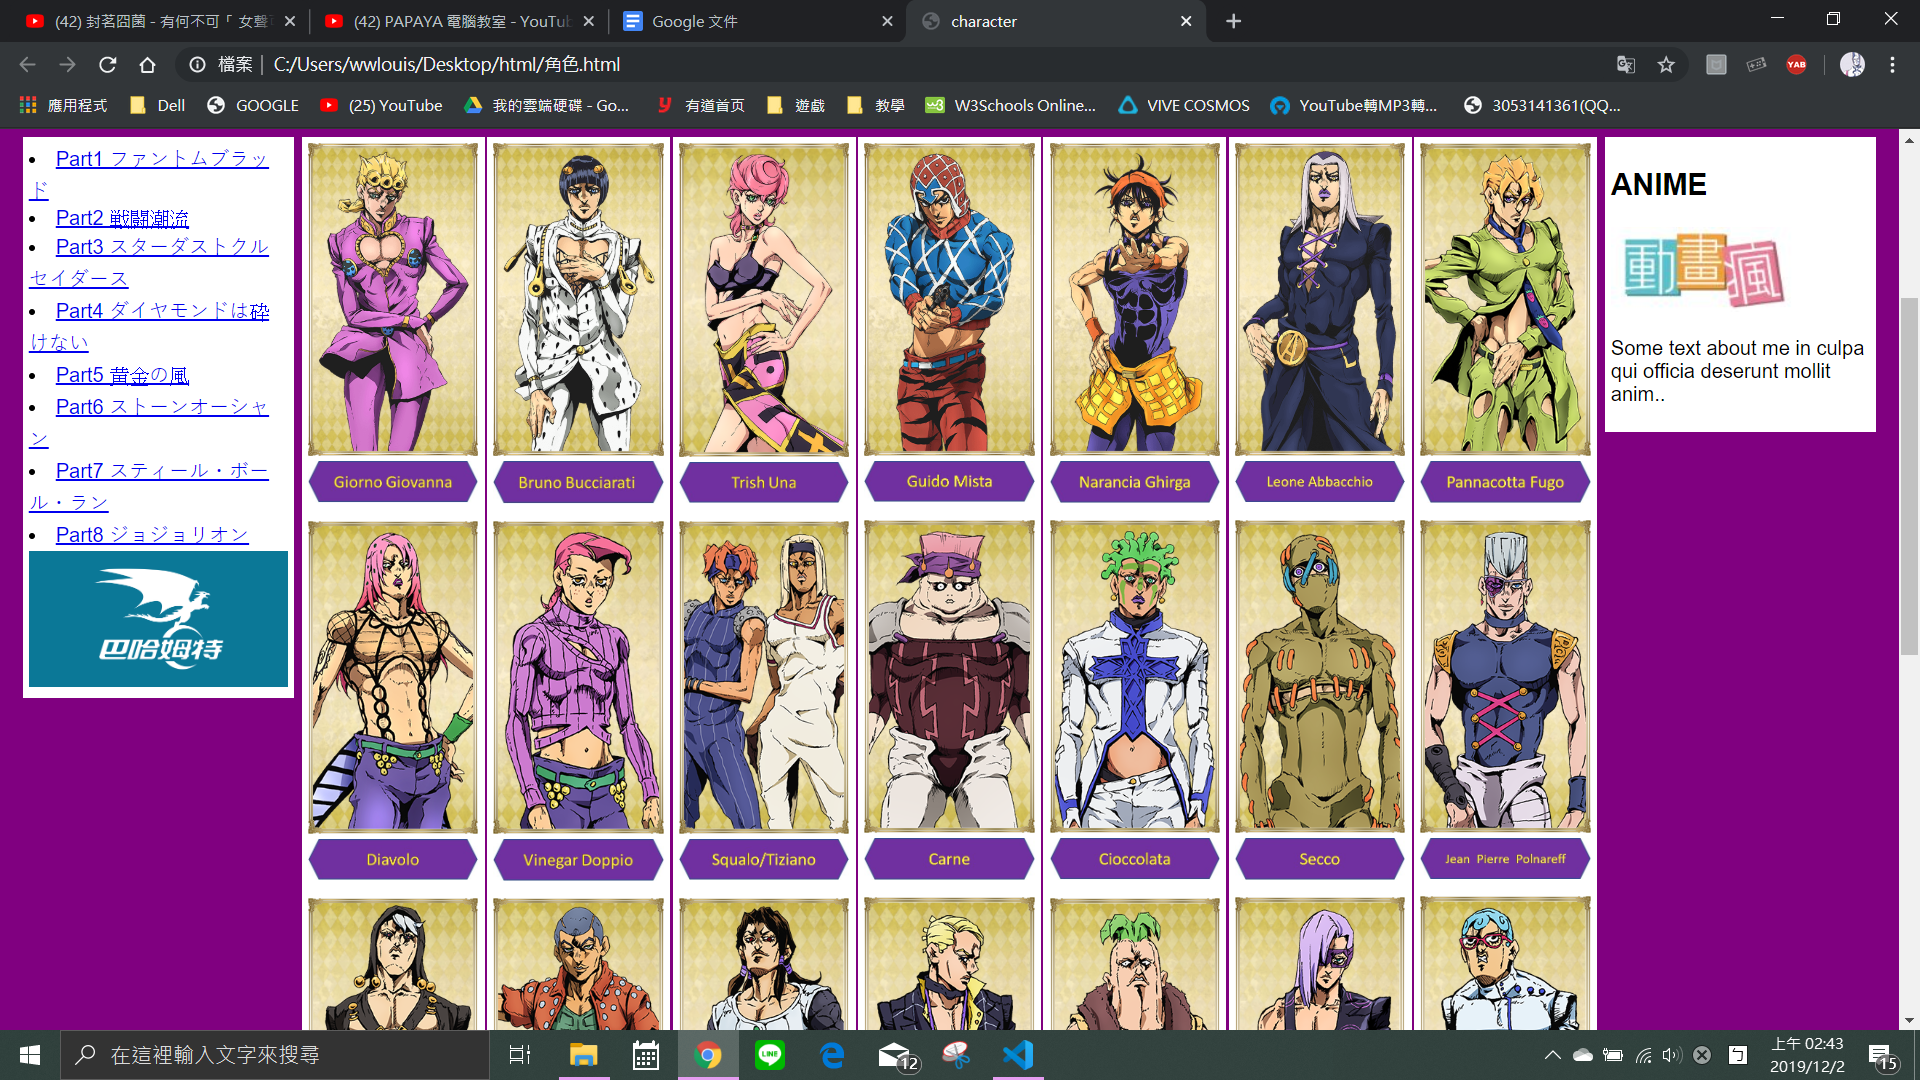 (42) 封茗囧菌 - 有何不可「 女聲
(42) PAPAYA 電腦教室 - YouTub
Google 文件
character
檔案 | C:/Users/wwlouis/Desktop/html/角色.html
應用程式
Dell
GOOGLE
(25) YouTube
我的雲端硬碟 - Go...
有道首页
遊戲
教學
W3Schools Online...
VIVE COSMOS
YouTube轉MP3轉...
3053141361(QQ...
YAB
Part1 ファントムブラッ
ド
Part2 戦闘潮流
Part3 スターダストクル
セイダース
Part4 ダイヤモンドは砕
けない
Part5 黄金の風
Part6 ストーンオーシャ
ン
Part7 スティール・ボー
ル・ラン
Part8 ジョジョリオン
巴哈姆特
Giorno Giovanna
Bruno Bucciarati
Trish Una
Guido Mista
Narancia Ghirga
Leone Abbacchio
Pannacotta Fugo
Diavolo
Vinegar Doppio
Squalo/Tiziano
Carne
Cioccolata
Secco
Jean Pierre Polnareff
ANIME
動畫瘋
Some text about me in culpa
qui officia deserunt mollit
anim..
在這裡輸入文字來搜尋
LINE
12
上午 02:43
2019/12/2
15